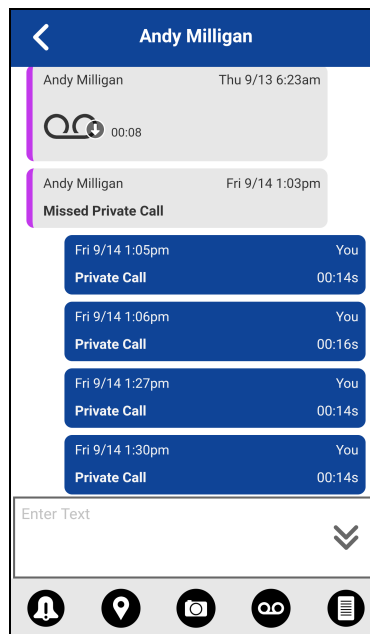 Andy Milligan
Andy Milligan Thu 9/13 6:23am
00:08
Andy Milligan Fri 9/14 1:03pm
Missed Private Call
Fri 9/14 1:05pm You
Private Call 00:14s
Fri 9/14 1:06pm You
Private Call 00:16s
Fri 9/14 1:27pm You
Private Call 00:14s
Fri 9/14 1:30pm You
Private Call 00:14s
Enter Text